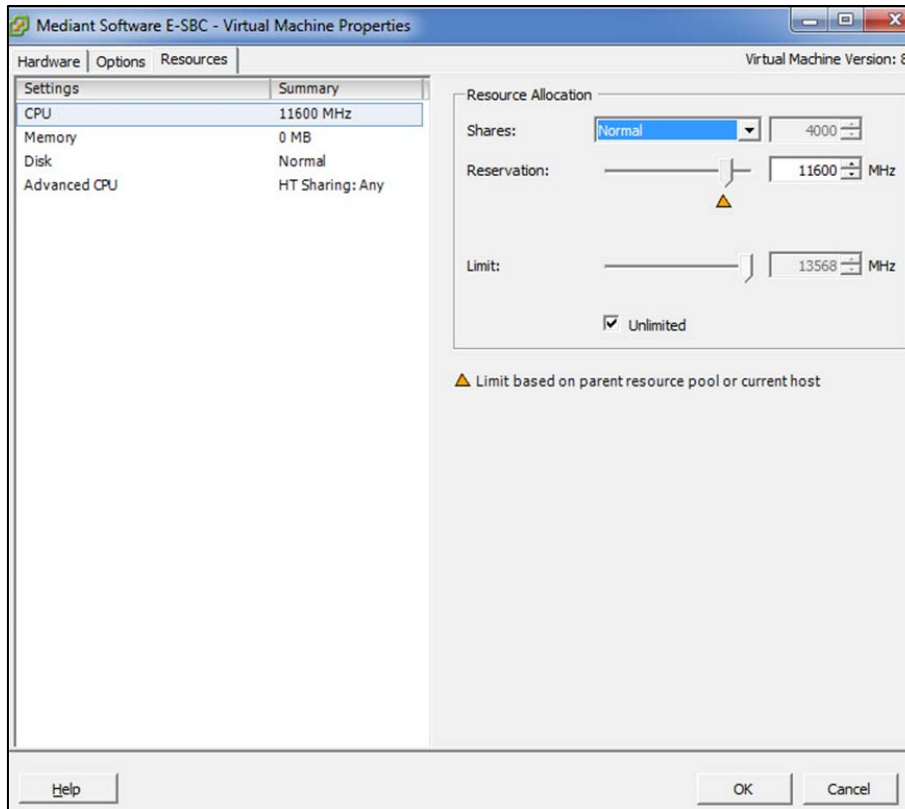 Mediant Software E-SBC - Virtual Machine Properties
Hardware Options Resources Virtual Machine Version: 8
Settings Summary
CPU 11600 MHz
Memory 0 MB
Disk Normal
Advanced CPU HT Sharing: Any
Resource Allocation
Shares: Normal 4000
Reservation: 11600 MHz
Limit: 13568 MHz
Unlimited
Limit based on parent resource pool or current host
Help OK Cancel